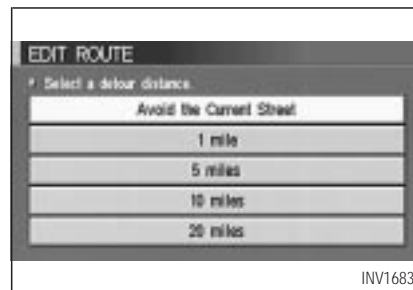 EDIT ROUTE
Select a detour distance.
Avoid the Current Street
1 mile
5 miles
10 miles
20 miles
INV1683